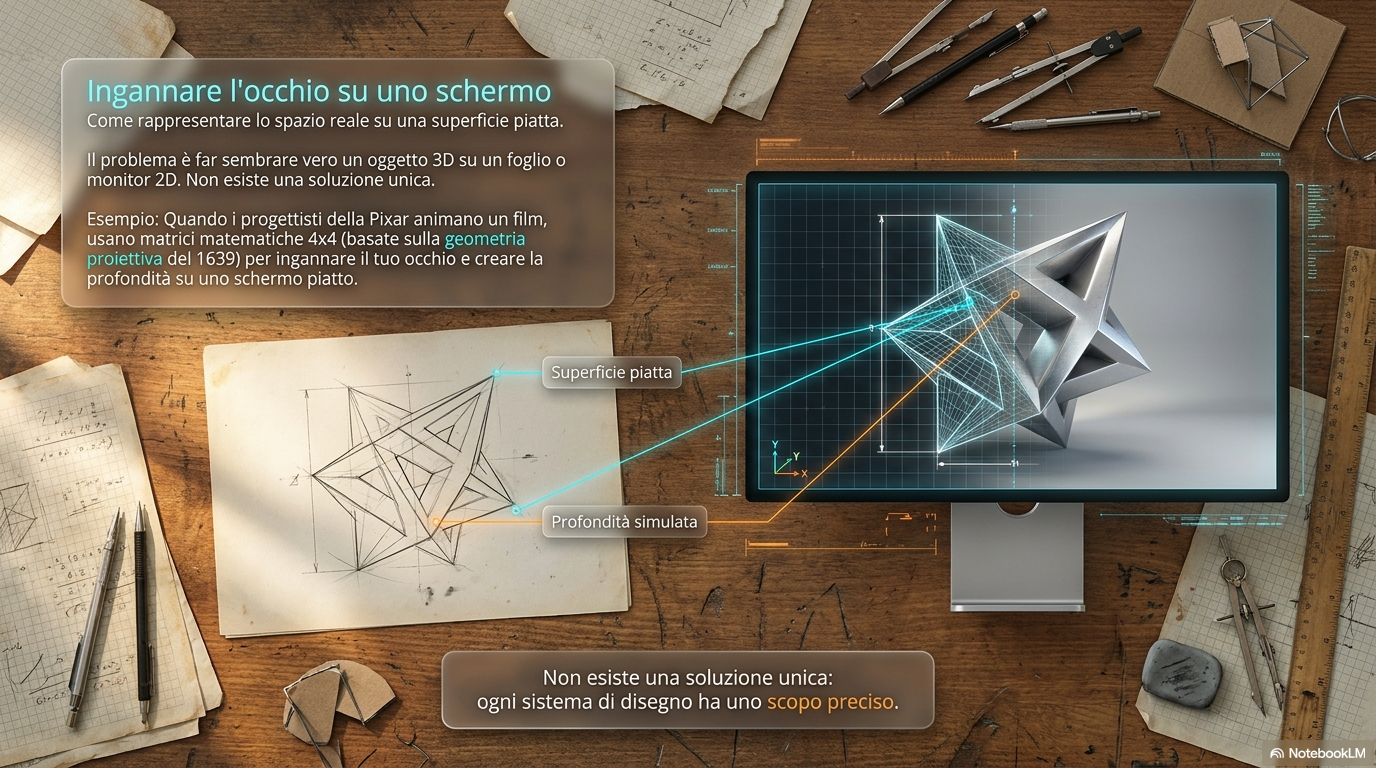 Ingannare l'occhio su uno schermo
Come rappresentare lo spazio reale su una superficie piatta.
Il problema è far sembrare vero un oggetto 3D su un foglio o
monitor 2D. Non esiste una soluzione unica.
Esempio: Quando i progettisti della Pixar animano un film,
usano matrici matematiche 4x4 (basate sulla geometria
proiettiva del 1639) per ingannare il tuo occhio e creare la
profondità su uno schermo piatto.
Superficie piatta
Profondità simulata
Y
Y
X
Non esiste una soluzione unica:
ogni sistema di disegno ha uno scopo preciso.
NotebookLM